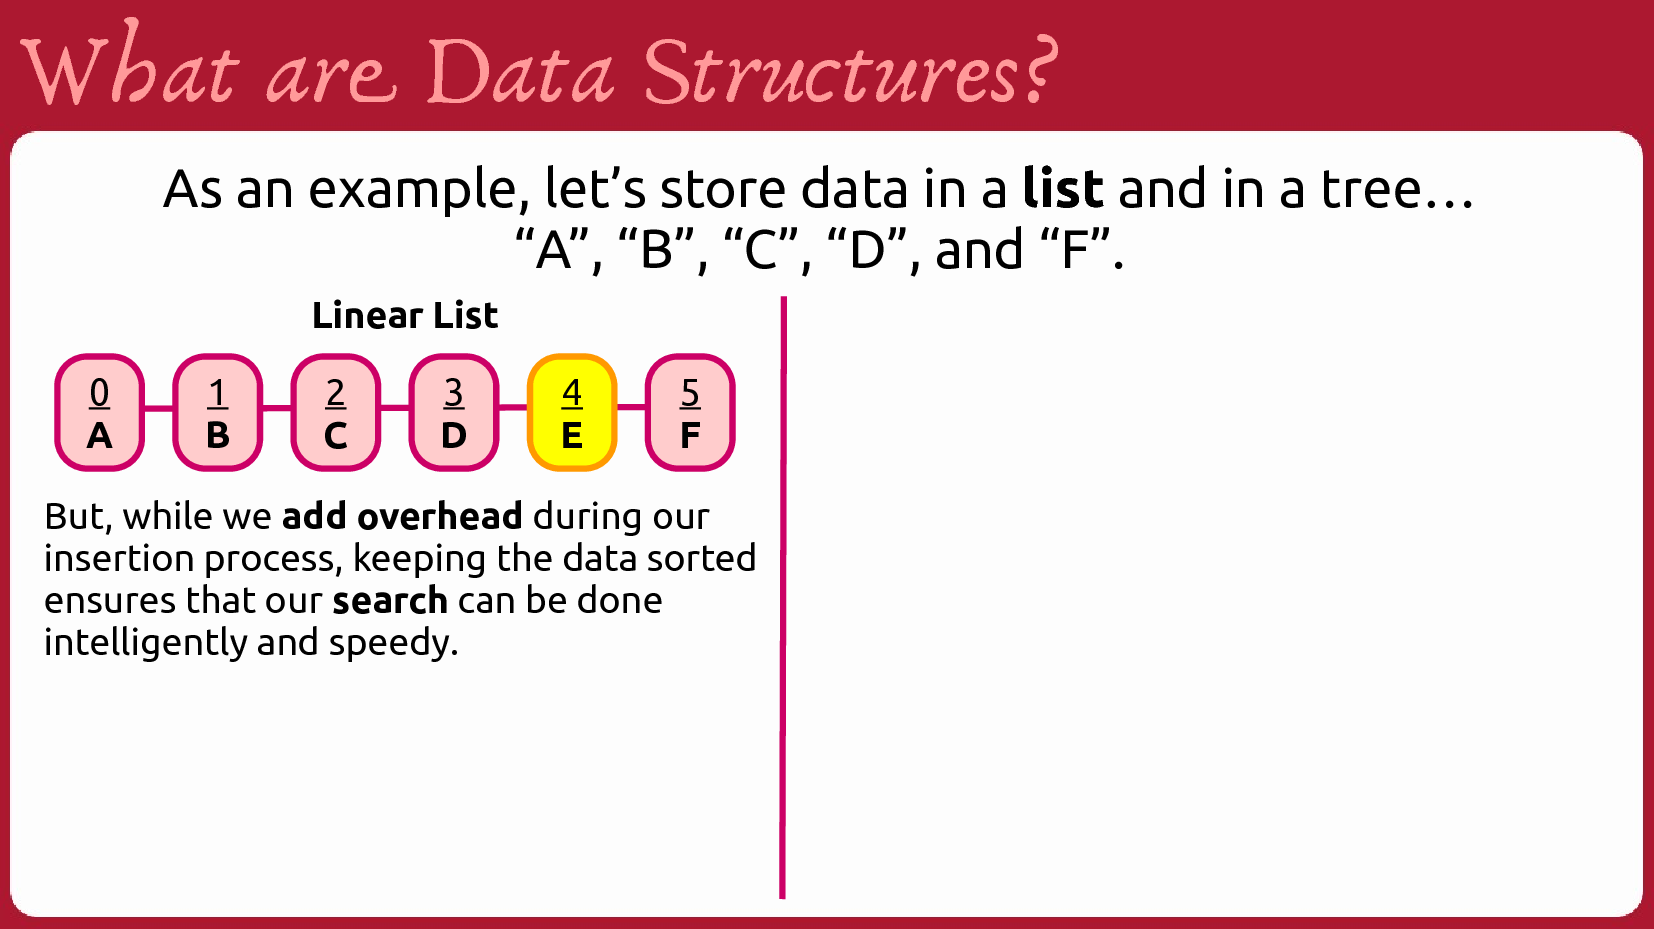 What are Data Structures?
As an example, let’s store data in a list and in a tree…
“A”, “B”, “C”, “D”, and “F”.
Linear List
0 1 2 3 4 5
A B C D E F
But, while we add overhead during our
insertion process, keeping the data sorted
ensures that our search can be done
intelligently and speedy.